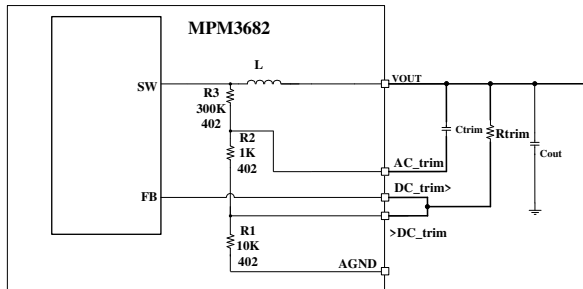 MPM3682
L
SW
VOUT
R3
300K
402
Ctrim
Rtrim
R2
1K
402
Cout
AC_trim
DC_trim>
FB
>DC_trim
R1
10K
402
AGND